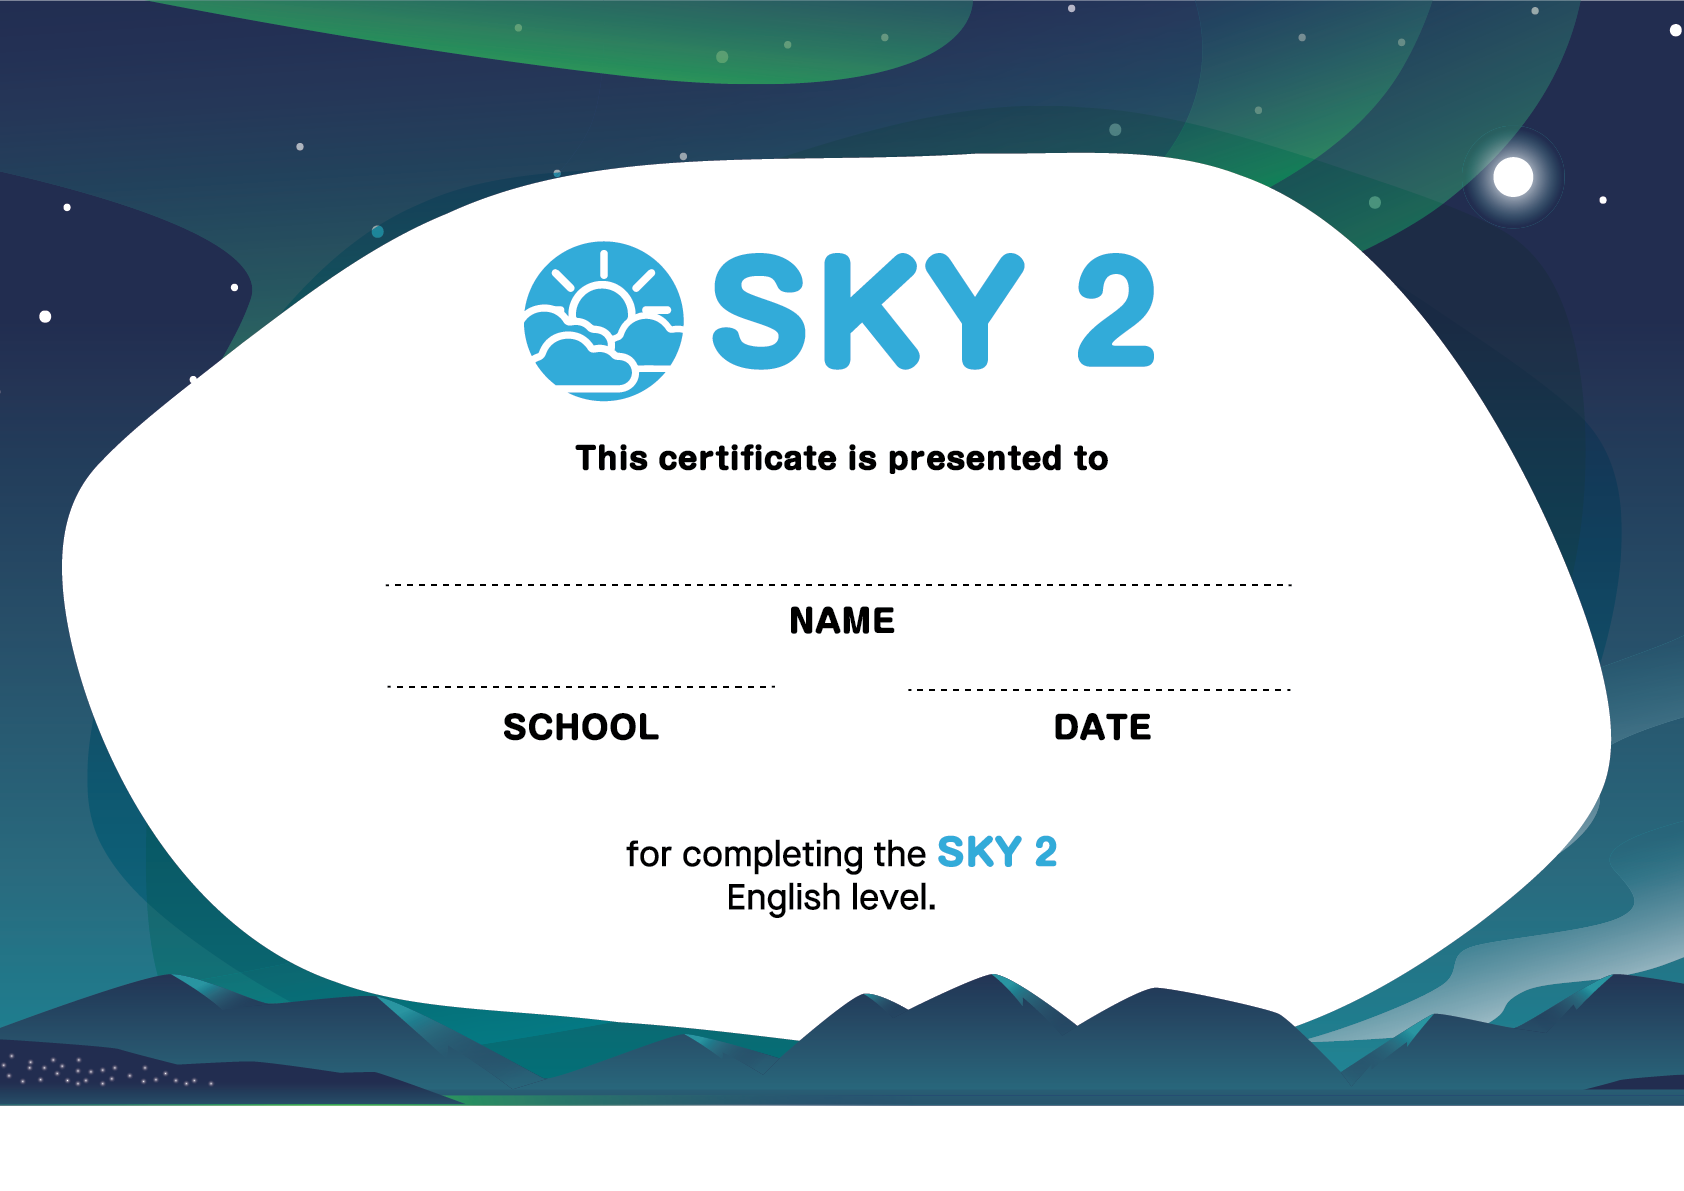 SKY 2
This certificate is presented to
NAME
SCHOOL DATE
for completing the SKY 2
English level.